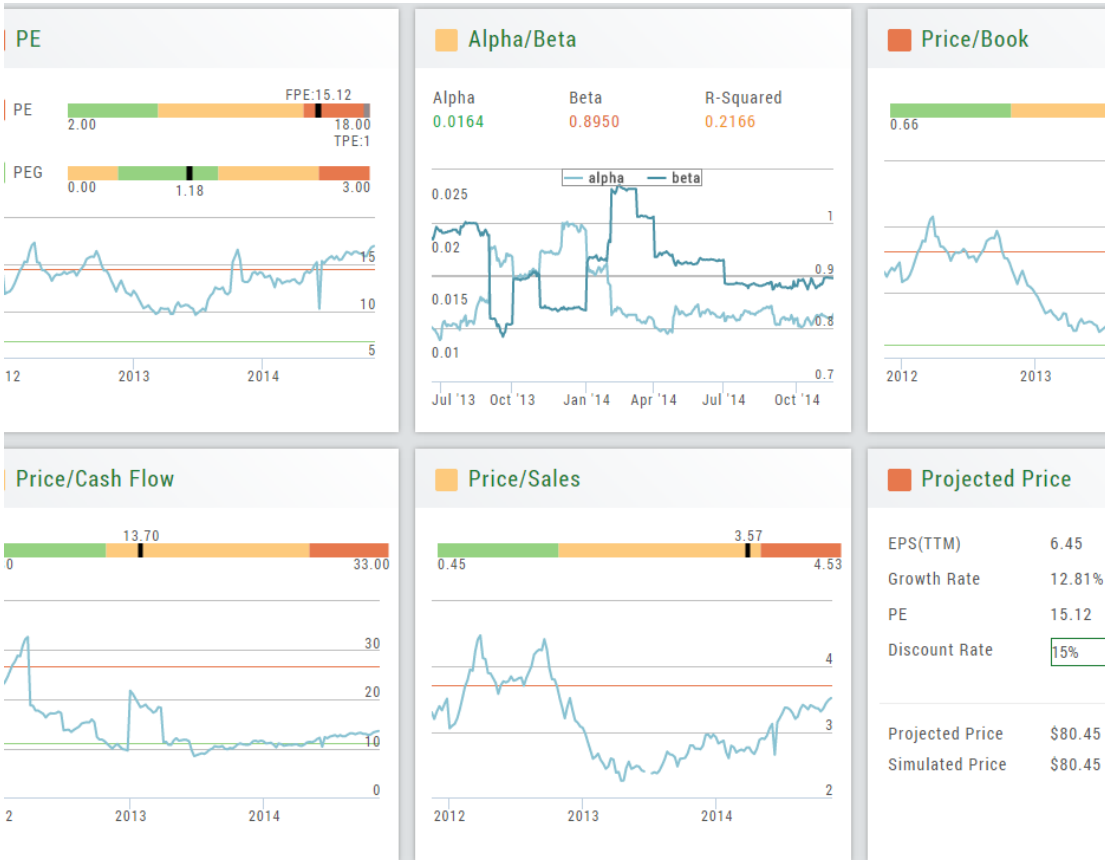 PE
PE
FPE:15.12
2.00
18.00
TPE:1
PEG
0.00
1.18
3.00
15
10
5
12
2013
2014
Alpha/Beta
Alpha
Beta
R-Squared
0.0164
0.8950
0.2166
alpha
beta
0.025
0.02
0.015
0.01
1
0.9
0.8
0.7
Jul '13
Oct '13
Jan '14
Apr '14
Jul '14
Oct '14
Price/Book
0.66
2012
2013
Price/Cash Flow
13.70
0
33.00
30
20
10
0
2
2013
2014
Price/Sales
3.57
0.45
4.53
4
3
2
2012
2013
2014
Projected Price
EPS(TTM) 6.45
Growth Rate 12.81%
PE 15.12
Discount Rate 15%
Projected Price $80.45
Simulated Price $80.45